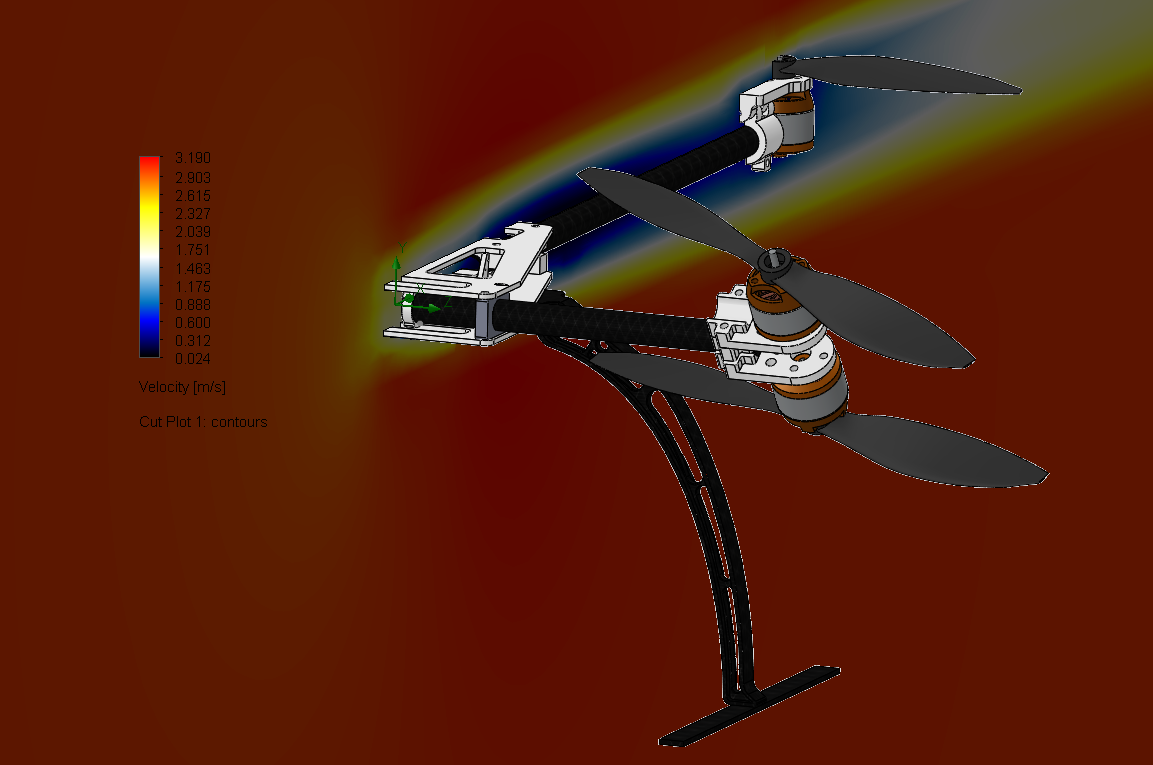 3.190
2.903
2.615
2.327
2.039
1.751
1.463
1.175
0.888
0.600
0.312
0.024
Velocity [m/s]
Cut Plot 1: contours
Y
X
Z